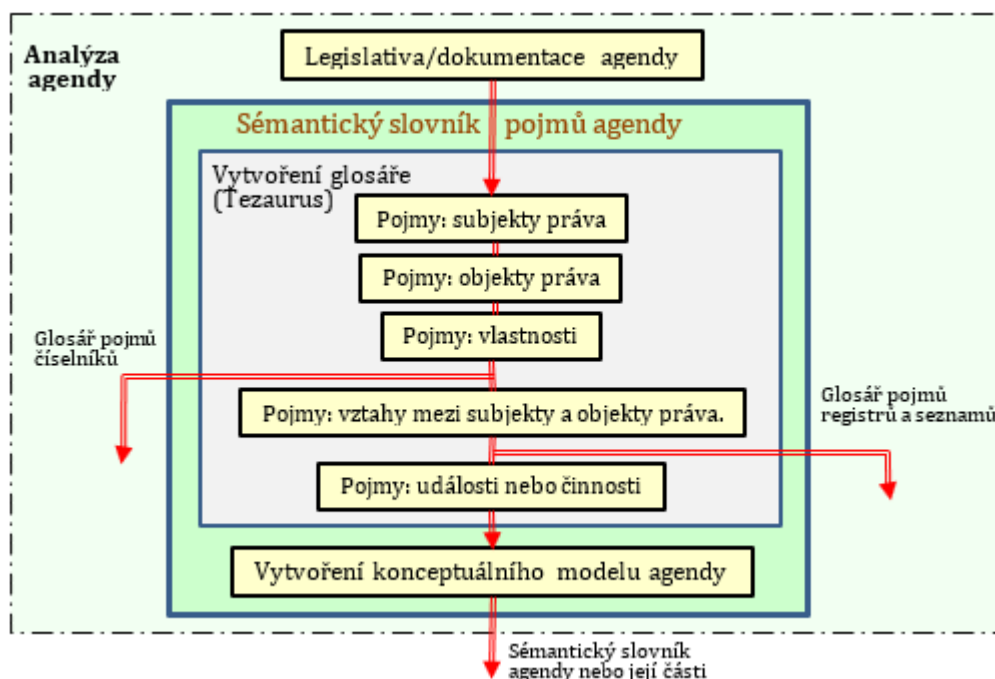 Analýza
agendy
Legislativa/dokumentace agendy
Sémantický slovník pojmů agendy
Vytvoření glosáře
(Tezaurus)
Pojmy: subjekty práva
Pojmy: objekty práva
Pojmy: vlastnosti
Glosář pojmů
číselníků
Pojmy: vztahy mezi subjekty a objekty práva.
Glosář pojmů
registrů a seznamů
Pojmy: události nebo činnosti
Vytvoření konceptuálního modelu agendy
Sémantický slovník
agendy nebo její části